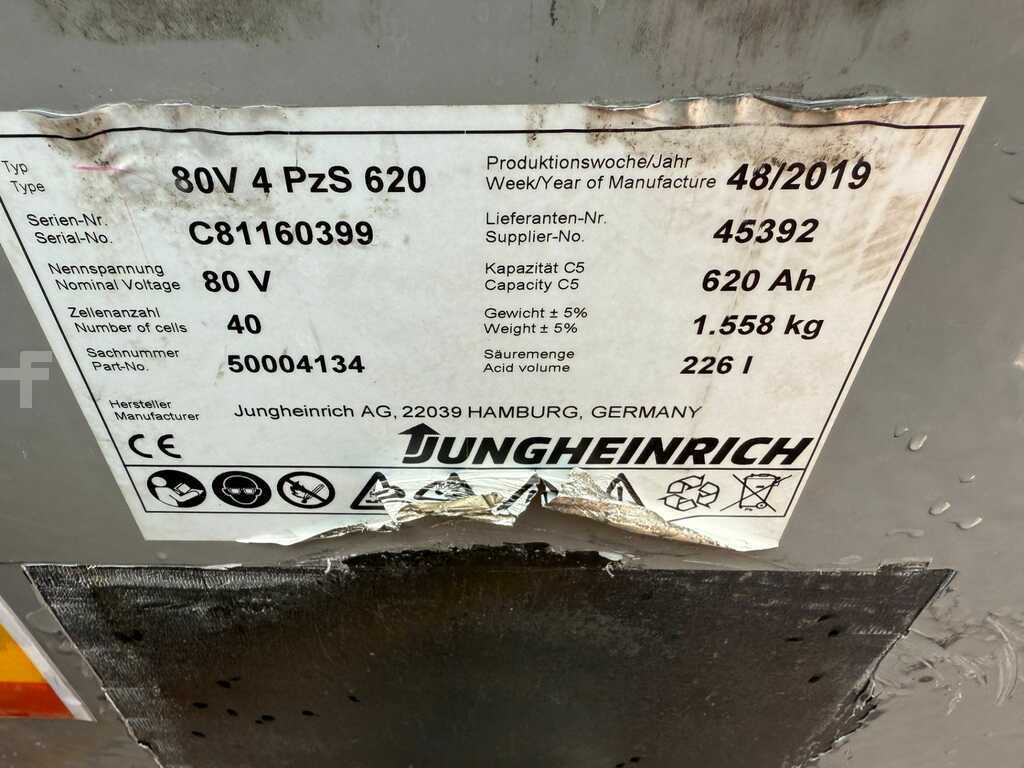 Typ
Type
80V 4 PzS 620
Produktionswoche/Jahr
Week/Year of Manufacture
48/2019
Serien-Nr.
Serial-No.
C81160399
Lieferanten-Nr.
Supplier-No.
45392
Nennspannung
Nominal Voltage
80 V
Kapazität C5
Capacity C5
620 Ah
Zellenanzahl
Number of cells
40
Gewicht ± 5%
Weight ± 5%
1.558 kg
Sachnummer
Part-No.
50004134
Säuremenge
Acid volume
226 l
Hersteller
Manufacturer
Jungheinrich AG, 22039 HAMBURG, GERMANY
CE
JUNGHEINRICH